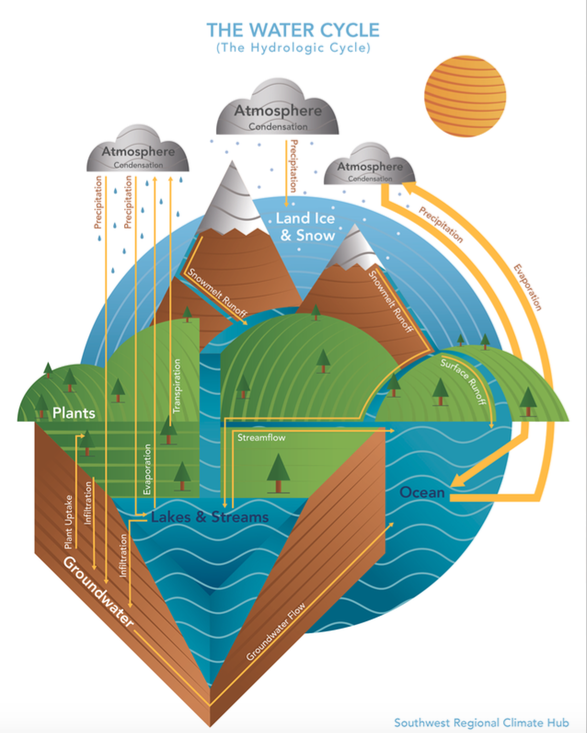 THE WATER CYCLE
(The Hydrologic Cycle)
Atmosphere
Condensation
Atmosphere
Condensation
Atmosphere
Condensation
Precipitation
Precipitation
Precipitation
Precipitation
Evaporation
Land Ice
& Snow
Snowmelt Runoff
Snowmelt Runoff
Surface Runoff
Plants
Transpiration
Evaporation
Streamflow
Plant Uptake
Infiltration
Infiltration
Lakes & Streams
Ocean
Groundwater
Groundwater Flow
Southwest Regional Climate Hub